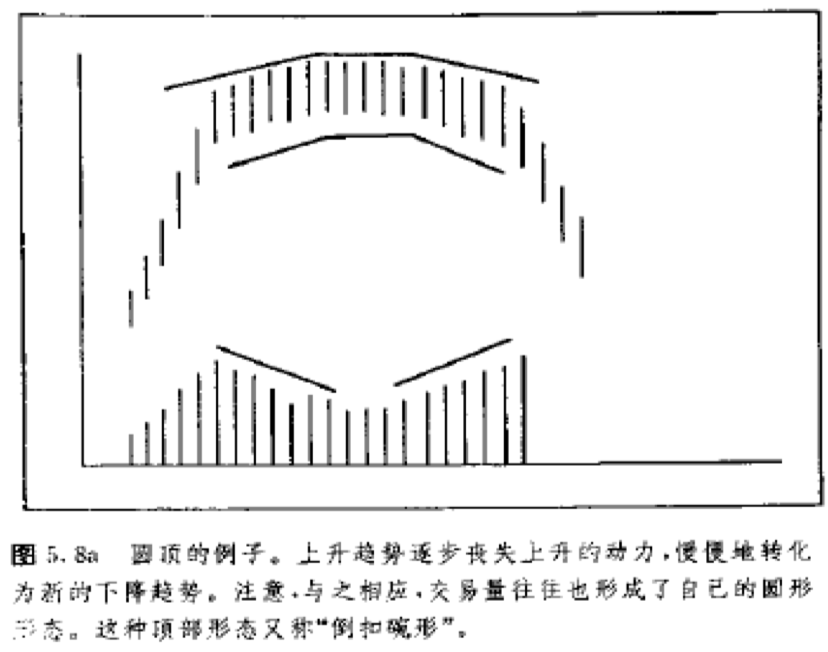 图 5.8a 圆顶的例子。上升趋势逐步丧失上升的动力，慢慢地转化
为新的下降趋势。注意，与之相应，交易量往往也形成了自己的圆形
形态。这种顶部形态又称“倒扣碗形”。